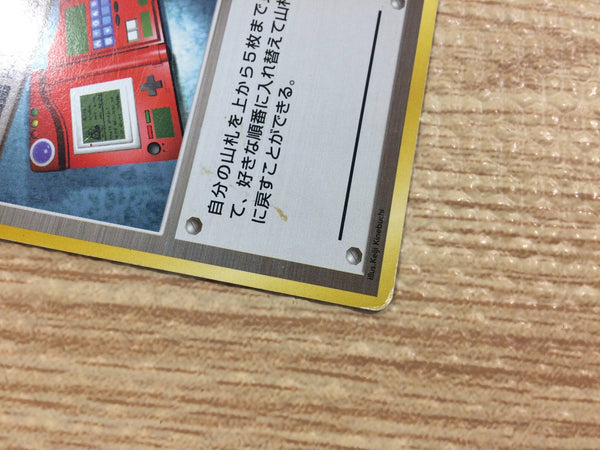 自分の山札を上から5枚まで
て、好きな順番に入れ替えて山札
に戻すことができる。
illus. Keiji Kinebuchi